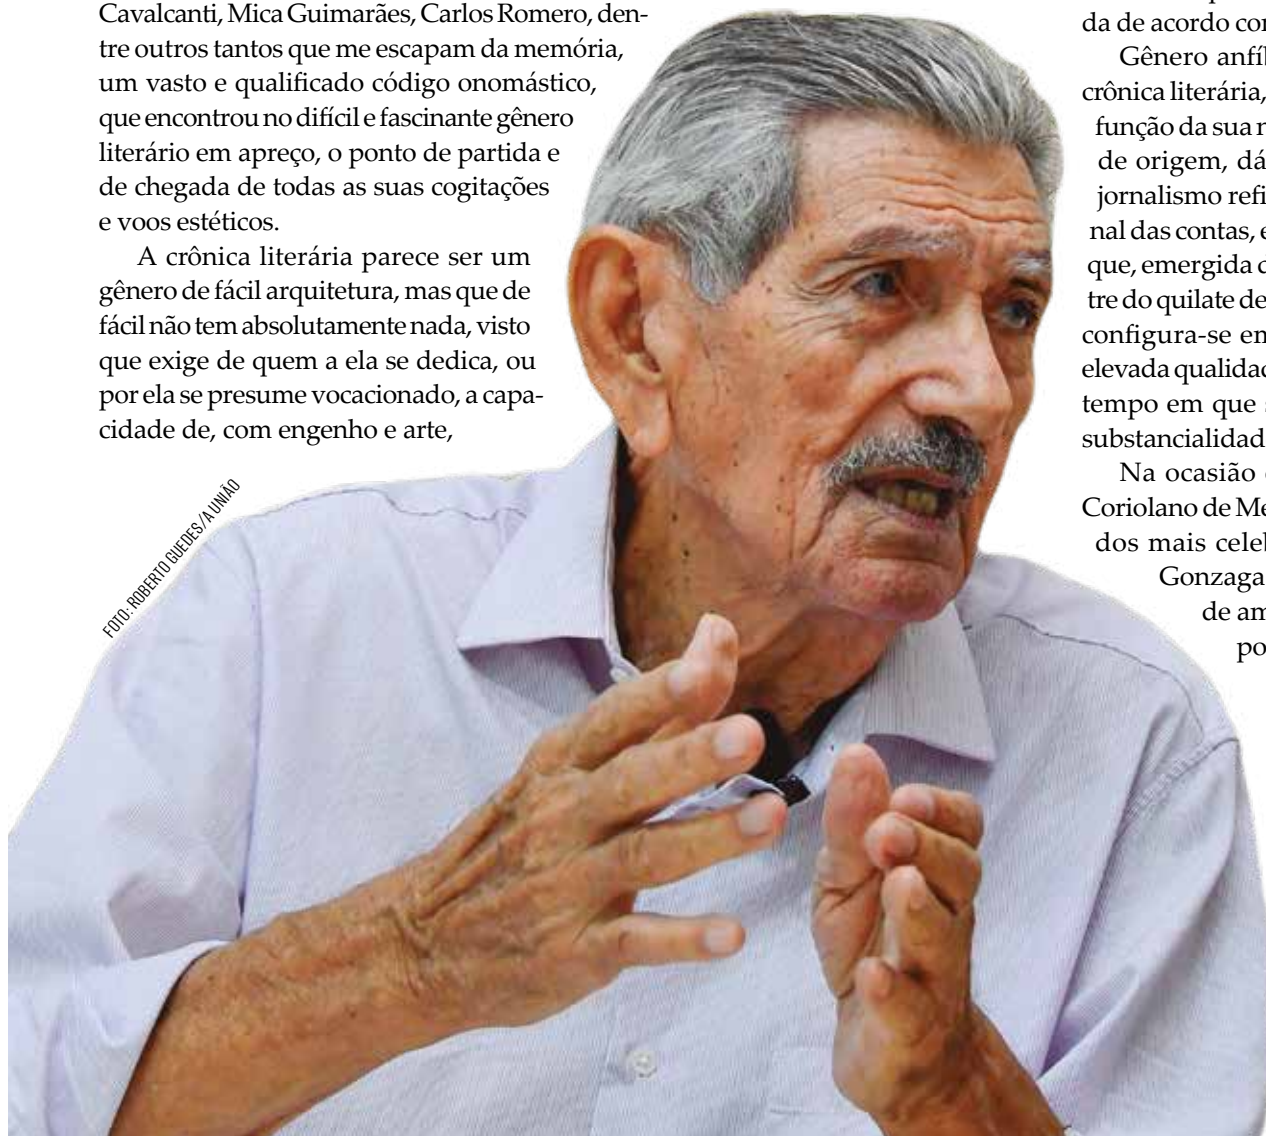 Cavalcanti, Mica Guimarães, Carlos Romero, den-
tre outros tantos que me escapam da memória,
um vasto e qualificado código onomástico,
que encontrou no difícil e fascinante gênero
literário em apreço, o ponto de partida e
de chegada de todas as suas cogitações
e voos estéticos.
A crônica literária parece ser um
gênero de fácil arquitetura, mas que de
fácil não tem absolutamente nada, visto
que exige de quem a ela se dedica, ou
por ela se presume vocacionado, a capa-
cidade de, com engenho e arte,
FOTO: ROBERTO GUEDES/A UNIÃO
da de acordo co
Gênero anfí
crônica literária,
função da sua
de origem, dá
jornalismo refi
nal das contas,
que, emergida
tre do quilate de
configura-se e
elevada qualida
tempo em que
substancialidad
Na ocasião
Coriolano de Me
dos mais cele
Gonzaga
de a
po